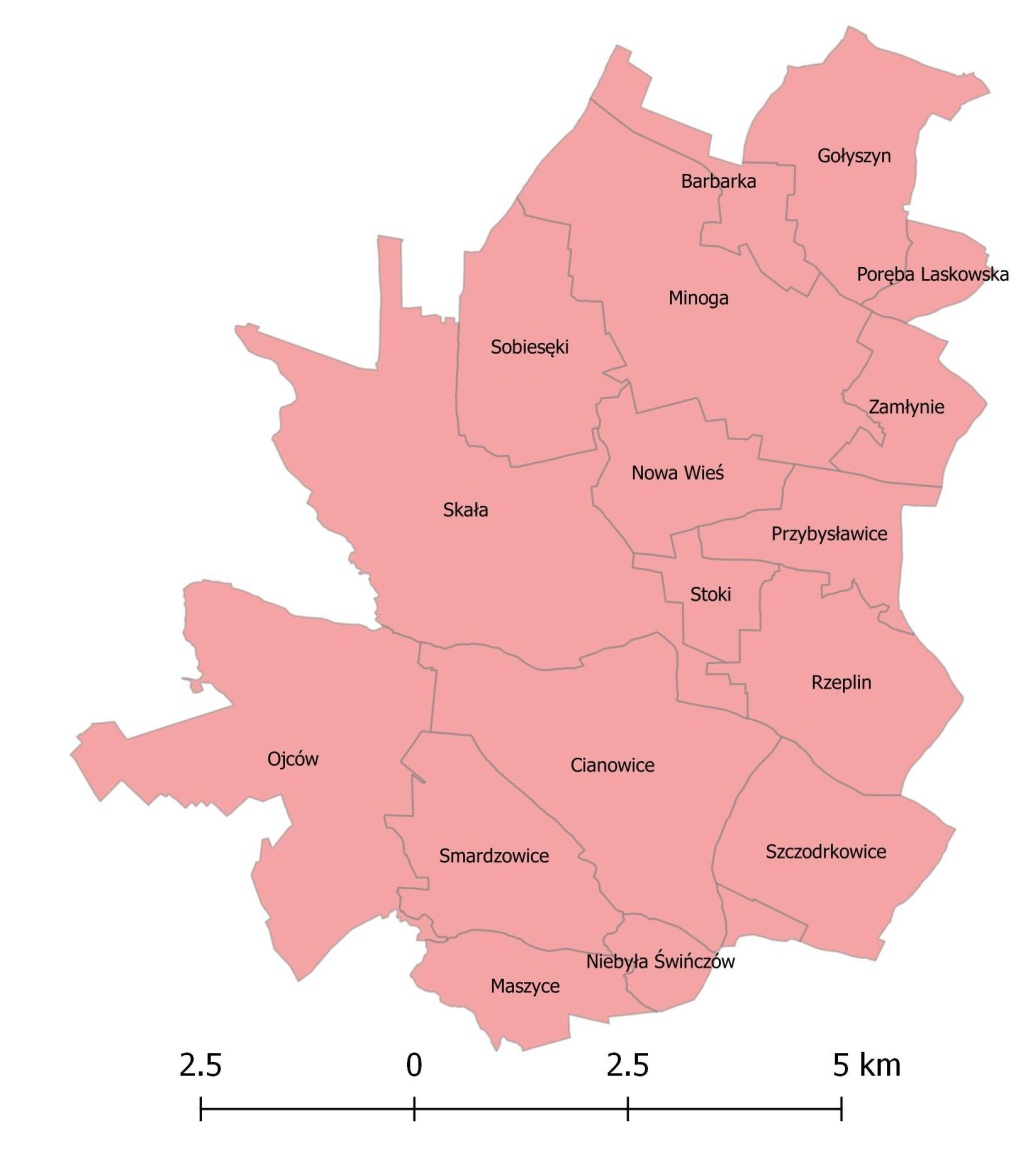 Gołyszyn
Barbarka
Poręba Laskowska
Minoga
Sobiesęki
Zamłynie
Nowa Wieś
Skała
Przybysławice
Stoki
Rzeplin
Ojców
Cianowice
Smardzowice
Szczodrkowice
Niebyła Świńczów
Maszyce
2.5 0 2.5 5 km